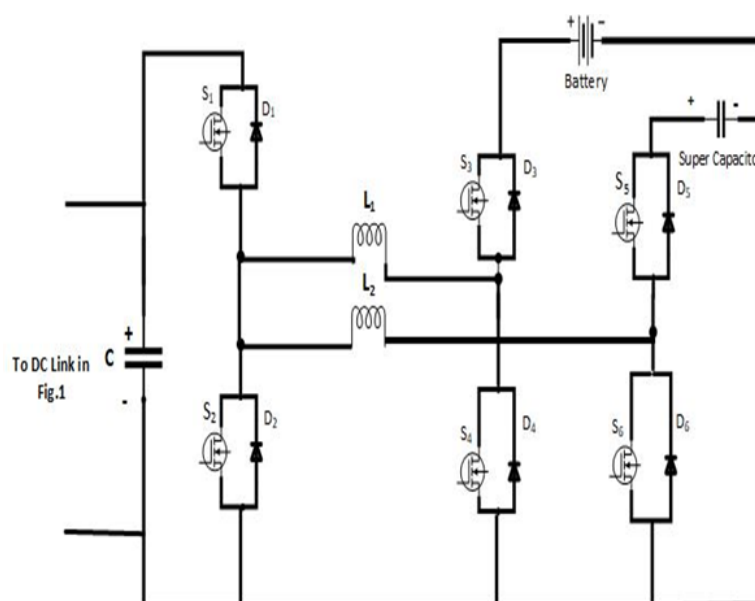 + -
Battery
S₁
D₁
+ -
Super Capacito
S₃
D₃
S₅
D₅
L₁
L₂
+
To DC Link in
Fig.1
C
-
S₂
D₂
S₄
D₄
S₆
D₆